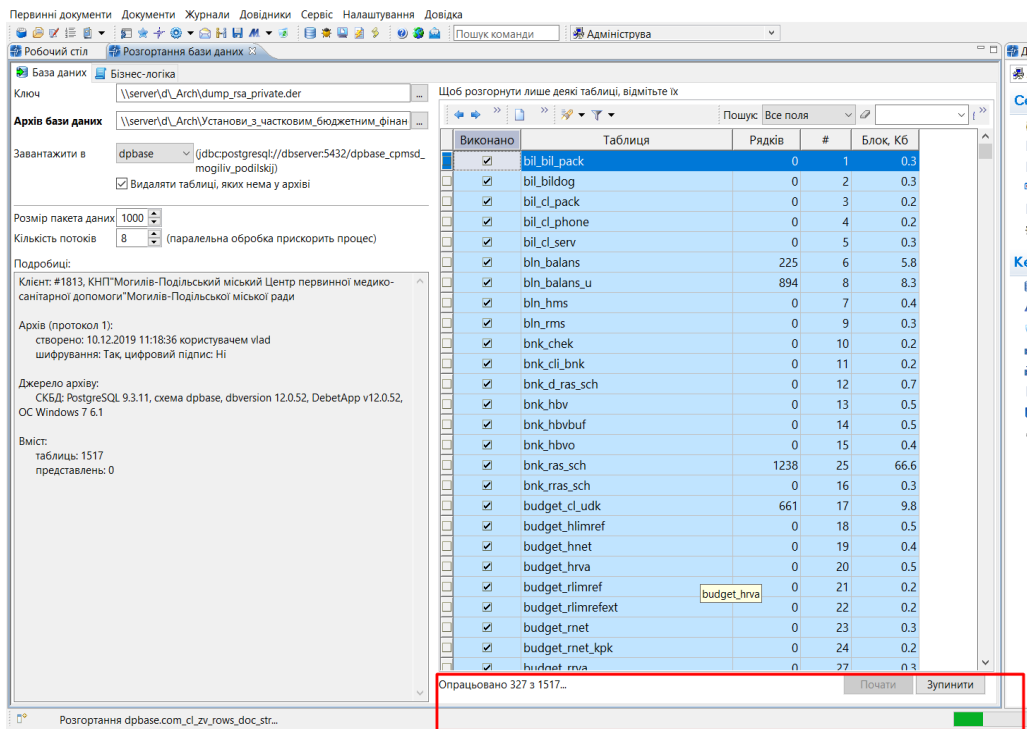 Первинні документи Документи Журнали Довідники Сервіс Налаштування Довідка
Пошук команди
Адмініструва
Робочий стіл
Розгортання бази даних
База даних
Бізнес-логіка
Ключ
\\server\d\_Arch\dump_rsa_private.der
...
Архів бази даних
\\server\d\_Arch\Установи_з_частковим_бюджетним_фінан
...
Завантажити в
dpbase
(jdbc:postgresql://dbserver:5432/dpbase_cpmsd_
mogiliv_podilskij)
Видаляти таблиці, яких нема у архіві
Розмір пакета даних 1000
Кількість потоків 8 (паралельна обробка прискорить процес)
Подробиці:
Клієнт: #1813, КНП"Могилів-Подільський міський Центр первинної медико-
санітарної допомоги"Могилів-Подільської міської ради
Архів (протокол 1):
створено: 10.12.2019 11:18:36 користувачем vlad
шифрування: Так, цифровий підпис: Ні
Джерело архіву:
СКБД: PostgreSQL 9.3.11, схема dpbase, dbversion 12.0.52, DebetApp v12.0.52,
ОС Windows 7 6.1
Вміст:
таблиць: 1517
представлень: 0
Щоб розгорнути лише деякі таблиці, відмітьте їх
Пошук: Все поля
Виконано Таблиця Рядків # Блок, Кб
bil_bil_pack 0 1 0.3
bil_bildog 0 2 0.3
bil_cl_pack 0 3 0.2
bil_cl_phone 0 4 0.2
bil_cl_serv 0 5 0.3
bln_balans 225 6 5.8
bln_balans_u 894 8 8.3
bln_hms 0 7 0.4
bln_rms 0 9 0.3
bnk_chek 0 10 0.2
bnk_cli_bnk 0 11 0.2
bnk_d_ras_sch 0 12 0.7
bnk_hbv 0 13 0.5
bnk_hbvbuf 0 14 0.5
bnk_hbvo 0 15 0.4
bnk_ras_sch 1238 25 66.6
bnk_rras_sch 0 16 0.3
budget_cl_udk 661 17 9.8
budget_hlimref 0 18 0.5
budget_hnet 0 19 0.4
budget_hrva 0 20 0.5
budget_rlimref 0 21 0.2
budget_hrva
budget_rlimrefext 0 22 0.2
budget_rnet 0 23 0.3
budget_rnet_kpk 0 24 0.2
budget_rrva 0 27 0.3
Опрацьовано 327 з 1517...
Почати
Зупинити
Розгортання dpbase.com_cl_zv_rows_doc_str...